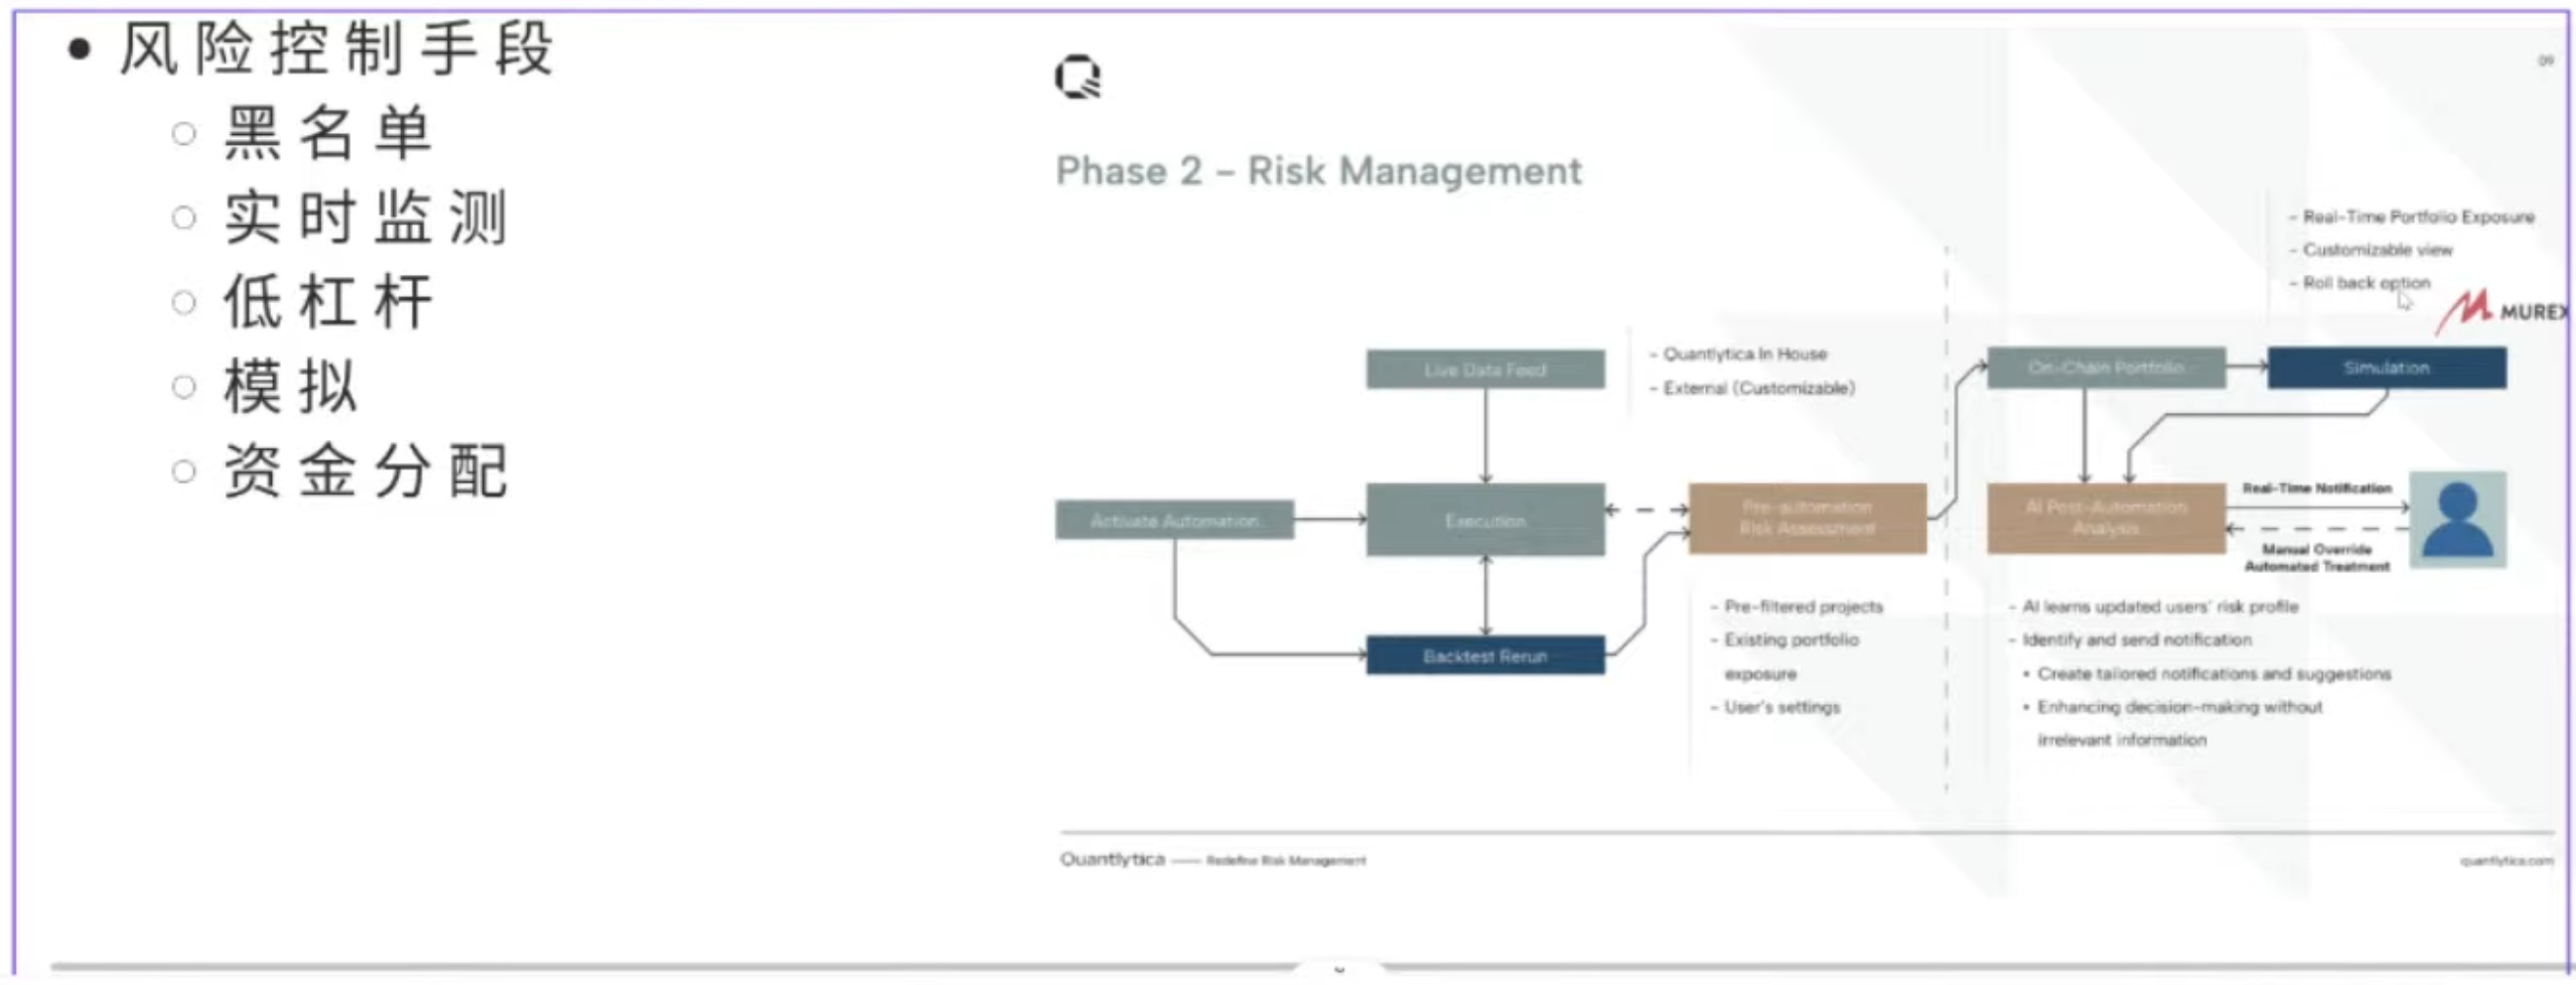 风险控制手段
黑名单
实时监测
低杠杆
模拟
资金分配
09
Phase 2 – Risk Management
- Real-Time Portfolio Exposure
- Customizable view
- Roll back option
MUREX
Live Data Feed
- Quantlytica In House
- External (Customizable)
On-Chain Portfolio
Simulation
Activate Automation
Execution
Pre-automation
Risk Assessment
AI Post-Automation
Analysis
Real-Time Notification
Manual Override
Automated Treatment
Backtest Rerun
- Pre-filtered projects
- Existing portfolio
exposure
- User's settings
- AI learns updated users' risk profile
- Identify and send notification
• Create tailored notifications and suggestions
• Enhancing decision-making without
irrelevant information
Quantlytica —— Redefine Risk Management
quantlytica.com